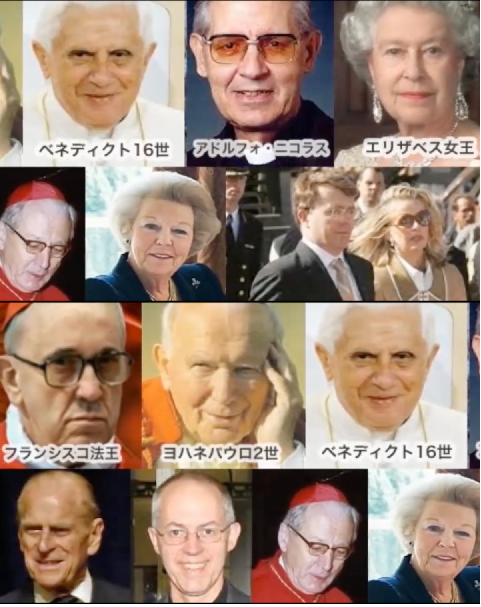 ベネディクト16世
アドルフォ・ニコラス
エリザベス女王
フランシスコ法王
ヨハネパウロ2世
ベネディクト16世